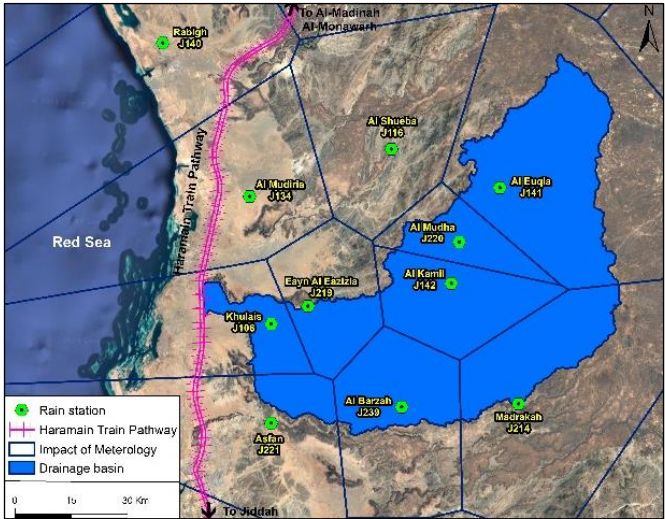 To Al-Madinah
Al-Monawarh
N
Rabigh
J140
Al Shueba
J116
Haramain Train Pathway
Al Mudiria
J134
Al Euqla
J141
Red Sea
Al Mudha
J220
Al Kamil
J142
Eayn Al Eazizia
J219
Khulais
J106
Al Barzah
J239
Madrakah
J214
Asfan
J221
Rain station
Haramain Train Pathway
Impact of Meterology
Drainage basin
0 15 30 Km
To Jiddah